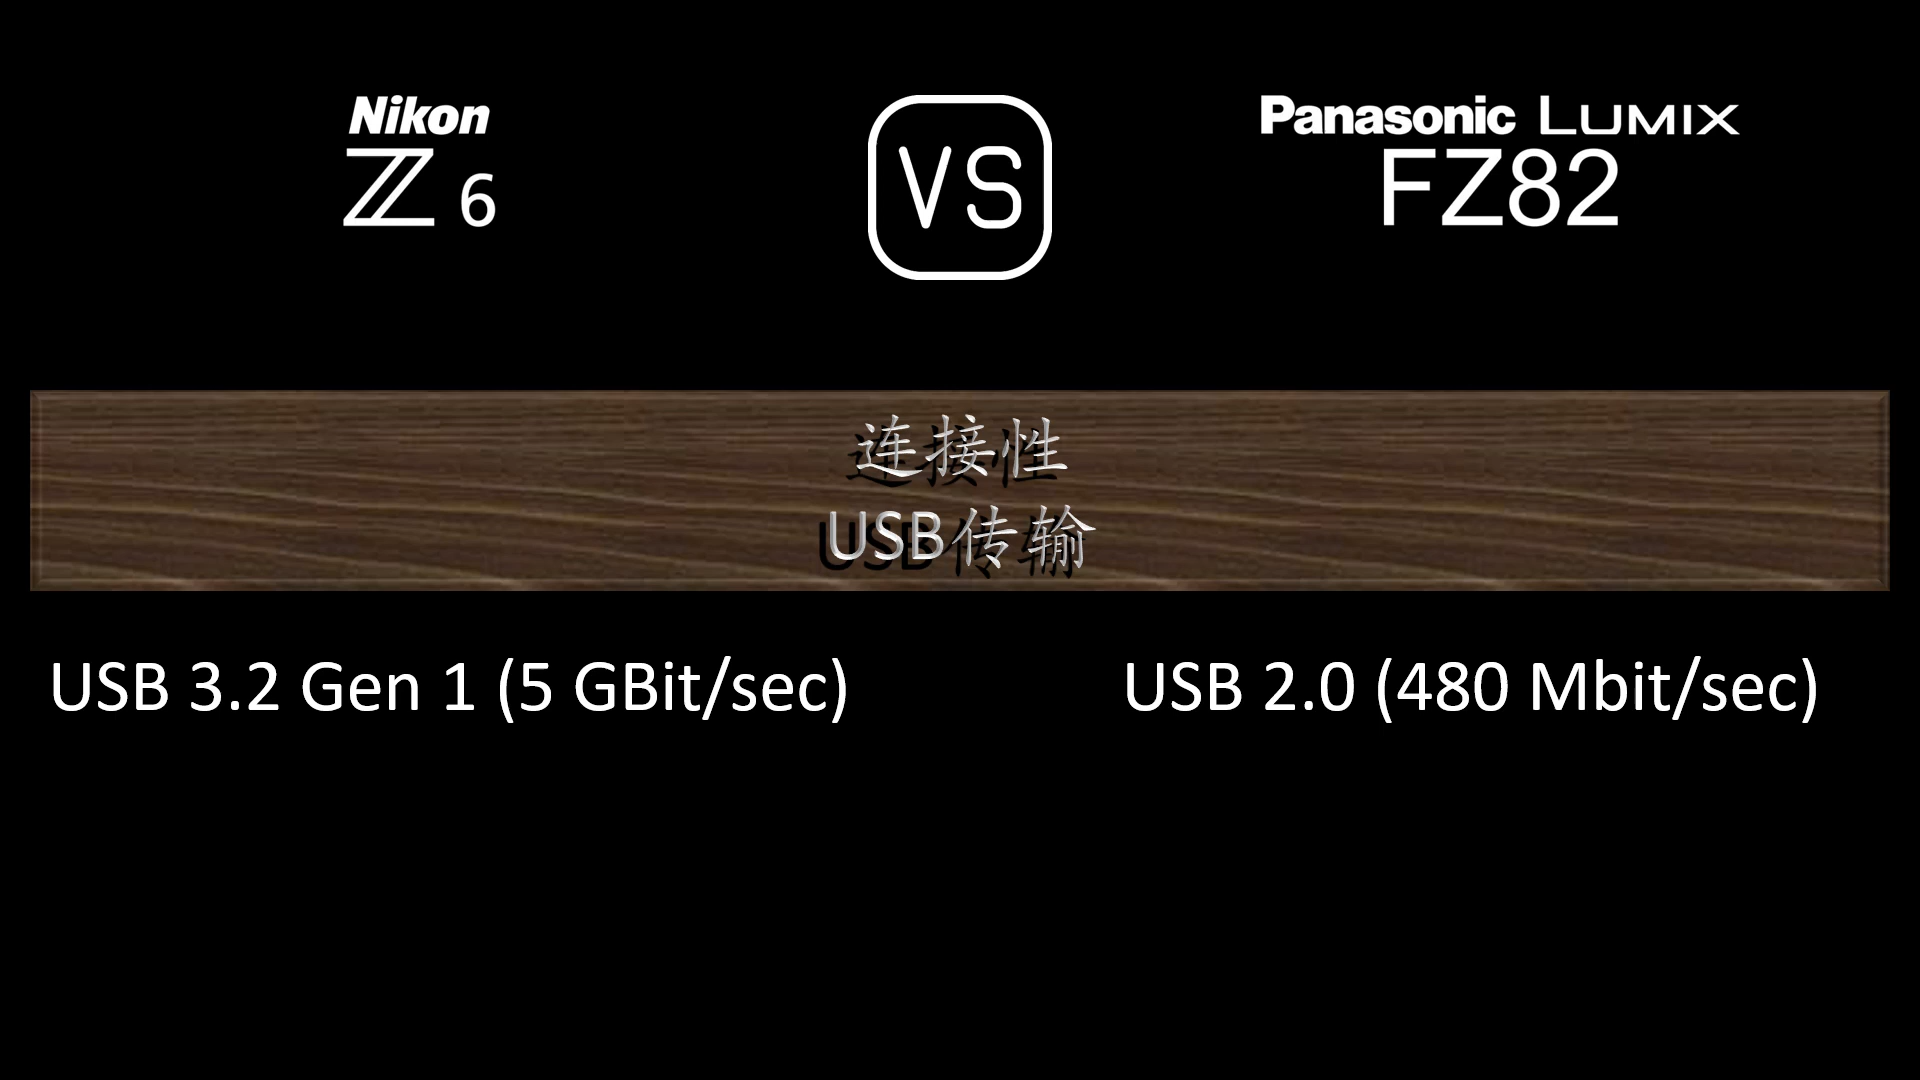 Nikon
Z 6
VS
Panasonic LUMIX
FZ82
连接性
USB传输
USB 3.2 Gen 1 (5 GBit/sec)
USB 2.0 (480 Mbit/sec)